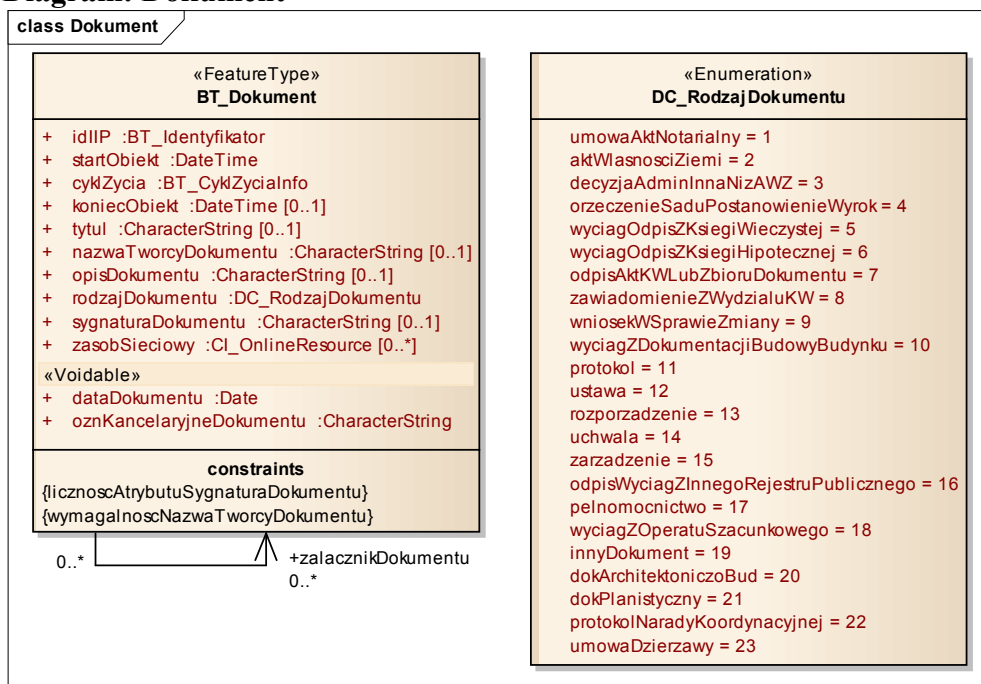 class Dokument
«FeatureType»
BT_Dokument
+ idIIP :BT_Identyfikator
+ startObiekt :DateTime
+ cyklZycia :BT_CyklZyciaInfo
+ koniecObiekt :DateTime [0..1]
+ tytul :CharacterString [0..1]
+ nazwaTworcyDokumentu :CharacterString [0..1]
+ opisDokumentu :CharacterString [0..1]
+ rodzajDokumentu :DC_RodzajDokumentu
+ sygnaturaDokumentu :CharacterString [0..1]
+ zasobSieciowy :CI_OnlineResource [0..*]
«Voidable»
+ dataDokumentu :Date
+ oznKancelaryjneDokumentu :CharacterString
constraints
{licznoscAtrybutuSygnaturaDokumentu}
{wymagalnoscNazwaTworcyDokumentu}
0..*
+zalacznikDokumentu
0..*
«Enumeration»
DC_RodzajDokumentu
umowaAktNotarialny = 1
aktWlasnosciZiemi = 2
decyzjaAdminInnaNizAWZ = 3
orzeczenieSaduPostanowienieWyrok = 4
wyciagOdpisZKsiegiWieczystej = 5
wyciagOdpisZKsiegiHipotecznej = 6
odpisAktKWLubZbioruDokumentu = 7
zawiadomienieZWydzialuKW = 8
wniosekWSprawieZmiany = 9
wyciagZDokumentacjiBudowyBudynku = 10
protokol = 11
ustawa = 12
rozporzadzenie = 13
uchwala = 14
zarzadzenie = 15
odpisWyciagZInnegoRejestruPublicznego = 16
pelnomocnictwo = 17
wyciagZOperatuSzacunkowego = 18
innyDokument = 19
dokArchitektoniczoBud = 20
dokPlanistyczny = 21
protokolNaradyKoordynacyjnej = 22
umowaDzierzawy = 23